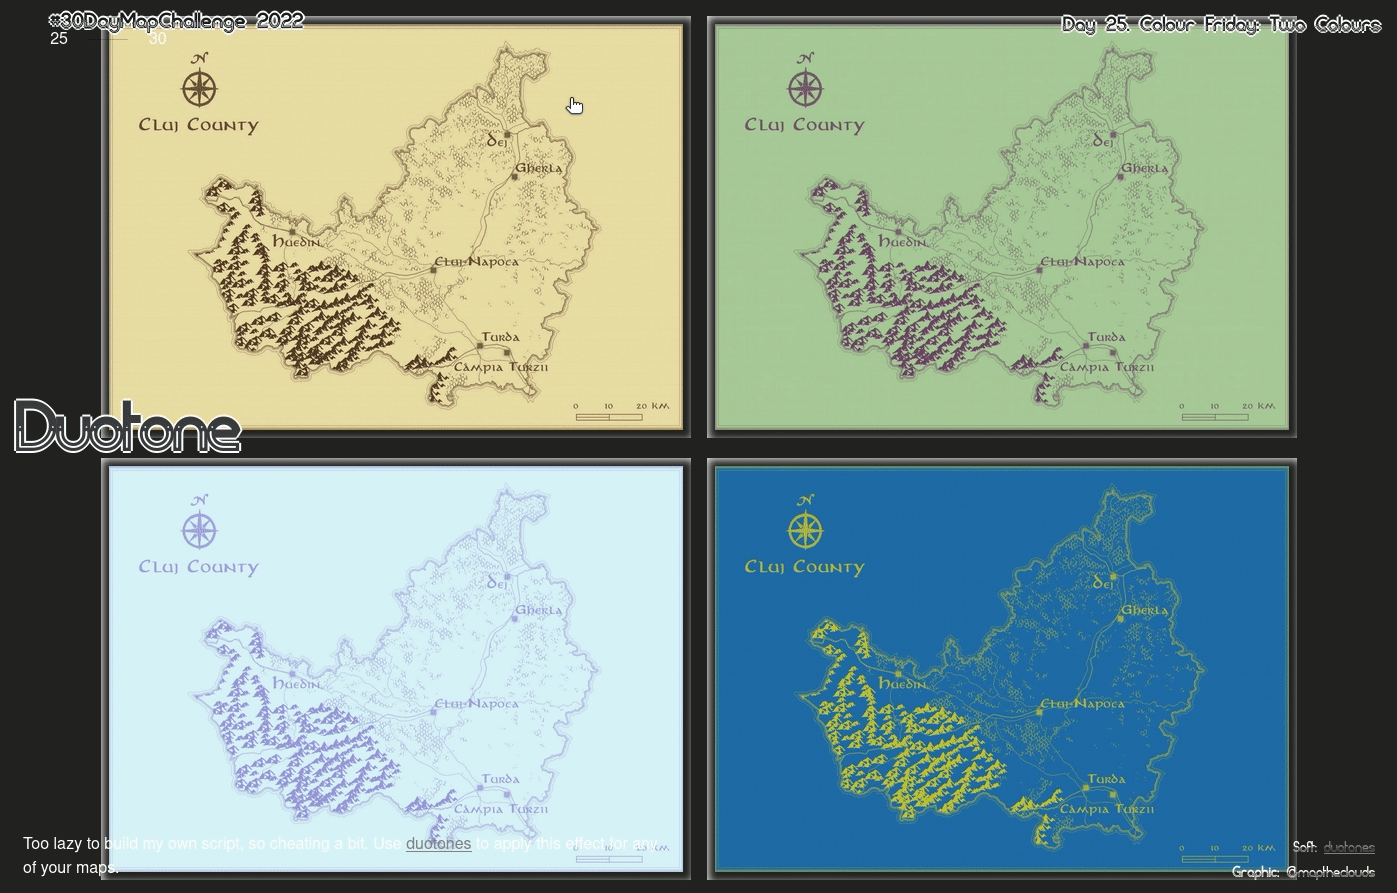 #30DayMapChallenge 2022
Day 25. Colour Friday: Two Colours
25 30
N
Cluj County
Dej
Gherla
Huedin
Cluj-Napoca
Turda
Câmpia Turzii
0 10 20 km
N
Cluj County
Dej
Gherla
Huedin
Cluj-Napoca
Turda
Câmpia Turzii
0 10 20 km
Duotone
N
Cluj County
Dej
Gherla
Huedin
Cluj-Napoca
Turda
Câmpia Turzii
10 km
N
Cluj County
Dej
Gherla
Huedin
Cluj-Napoca
Turda
Câmpia Turzii
0 10 20 km
Too lazy to build my own script, so cheating a bit. Use duotones to apply this effect for any
of your maps.
Soft: duotones
Graphic: @mapthedouds